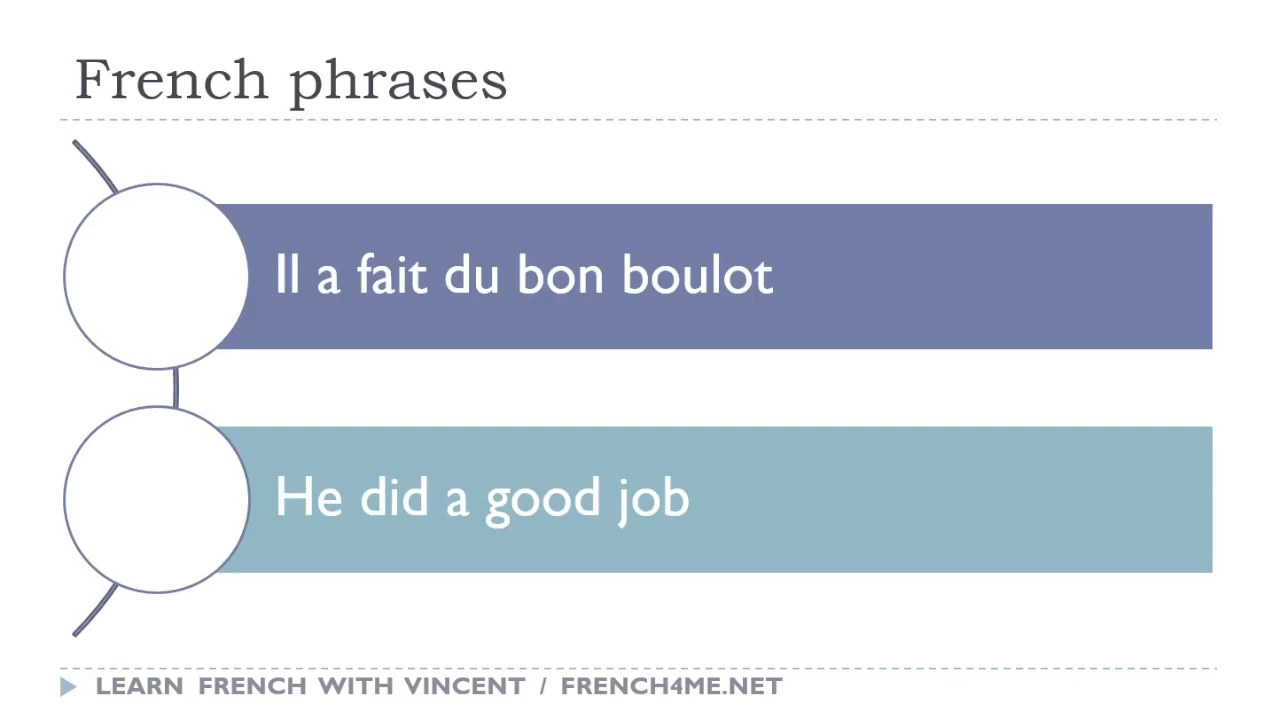 French phrases
Il a fait du bon boulot
He did a good job
LEARN FRENCH WITH VINCENT / FRENCH4ME.NET